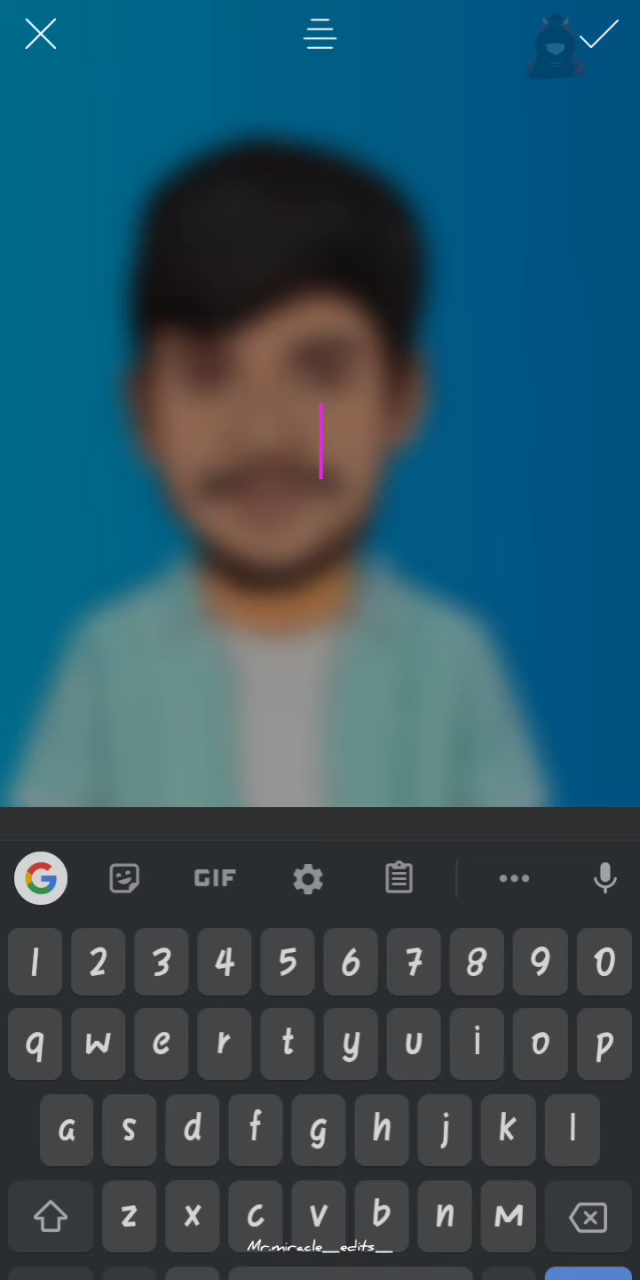 GIF
1 2 3 4 5 6 7 8 9 0
q w e r t y u i o p
a s d f g h j k l
z x c v b n m
Mr.miracle__edits__